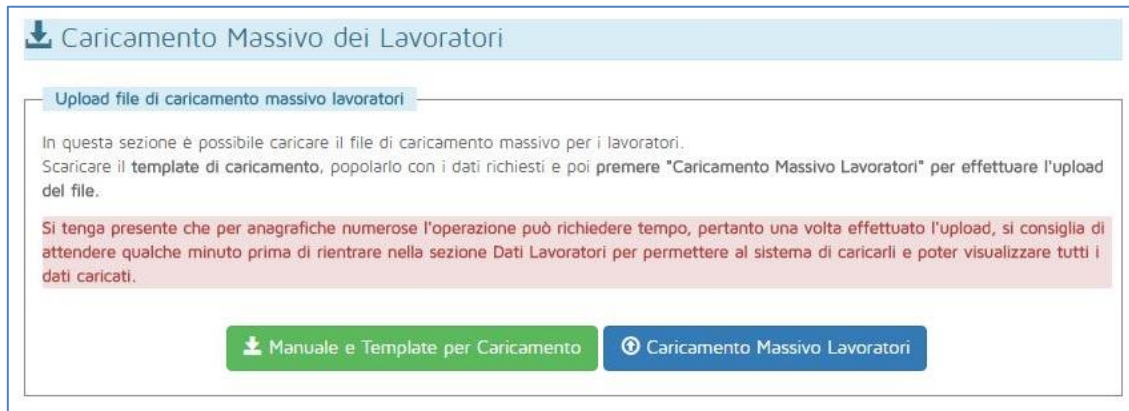 Caricamento Massivo dei Lavoratori
Upload file di caricamento massivo lavoratori
In questa sezione è possibile caricare il file di caricamento massivo per i lavoratori.
Scaricare il template di caricamento, popolarlo con i dati richiesti e poi premere "Caricamento Massivo Lavoratori" per effettuare l'upload
del file.
Si tenga presente che per anagrafiche numerose l'operazione può richiedere tempo, pertanto una volta effettuato l'upload, si consiglia di
attendere qualche minuto prima di rientrare nella sezione Dati Lavoratori per permettere al sistema di caricarli e poter visualizzare tutti i
dati caricati.
Manuale e Template per Caricamento
Caricamento Massivo Lavoratori